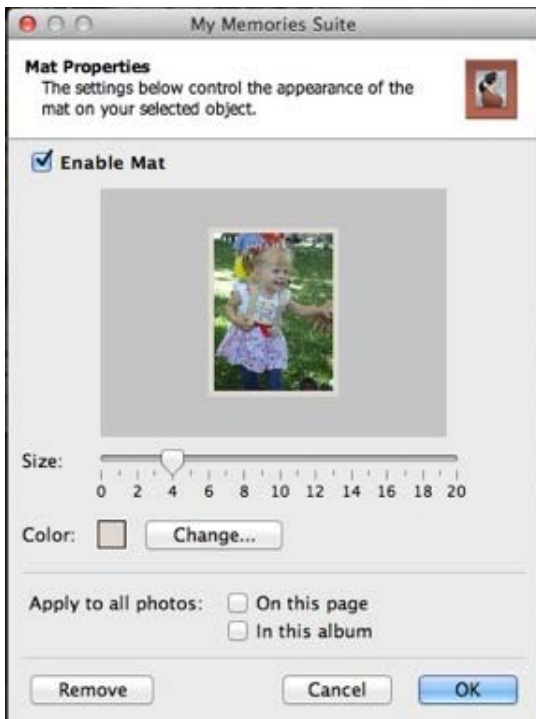 My Memories Suite
Mat Properties
The settings below control the appearance of the
mat on your selected object.
Enable Mat
Size:
0 2 4 6 8 10 12 14 16 18 20
Color: Change...
Apply to all photos: On this page
In this album
Remove Cancel OK